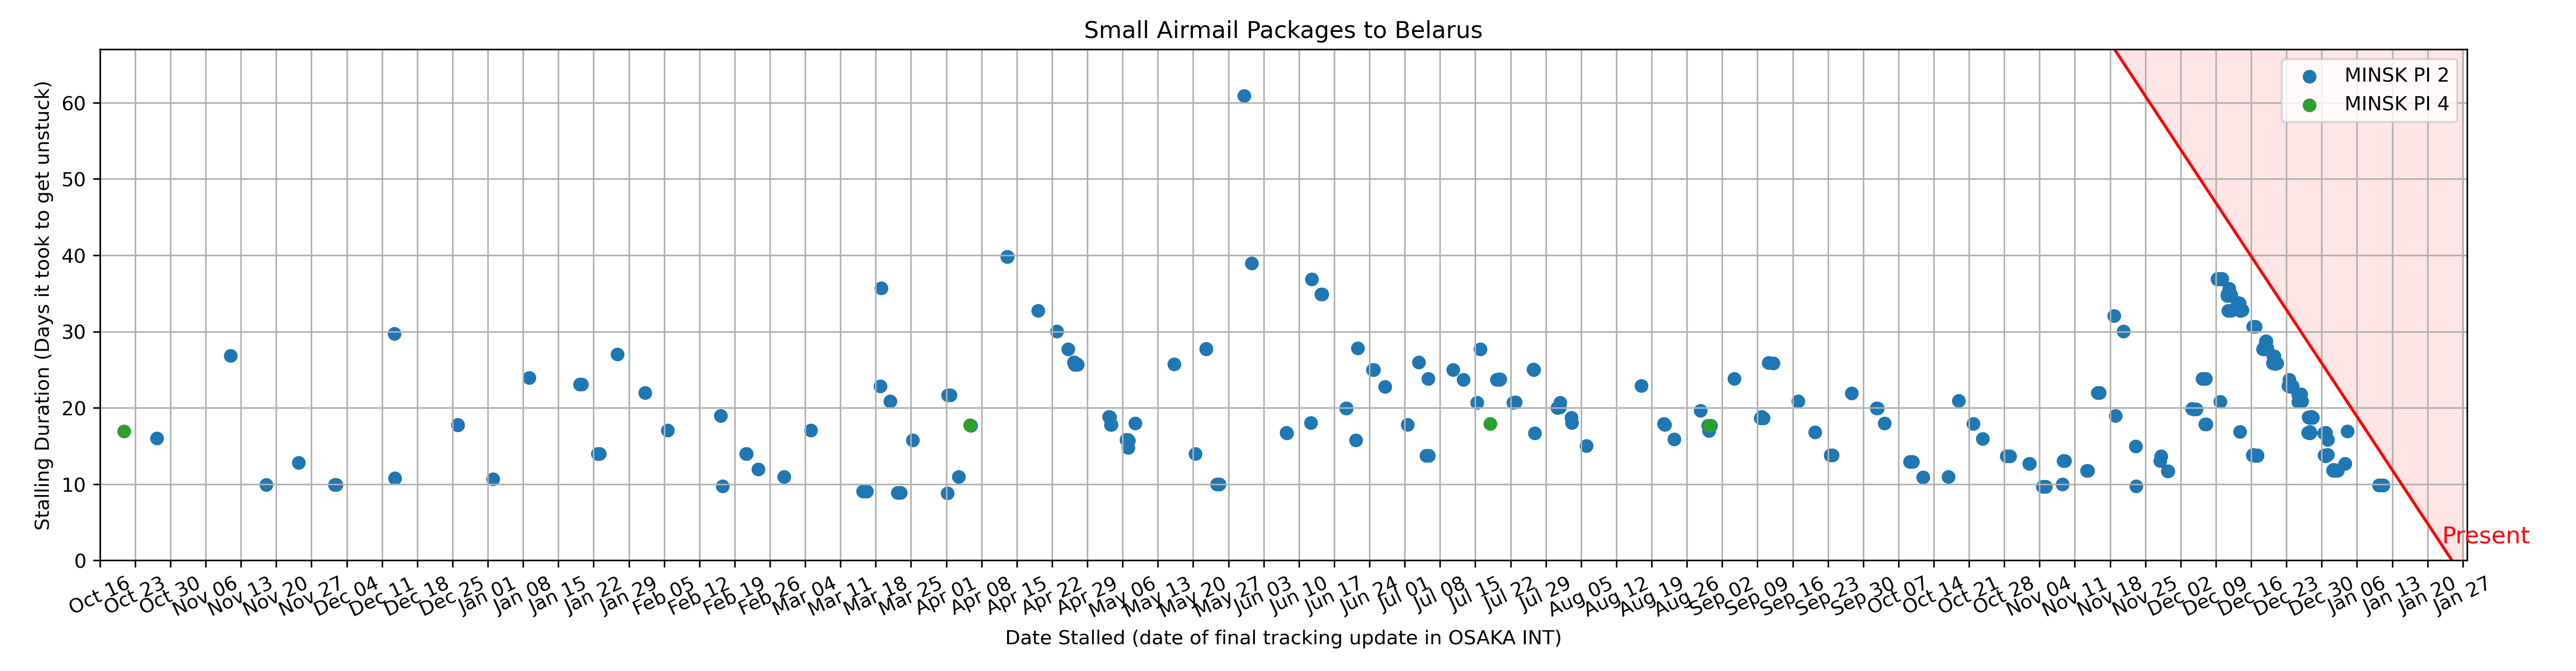 Small Airmail Packages to Belarus
Stalling Duration (Days it took to get unstuck)
60
50
40
30
20
10
0
MINSK PI 2
MINSK PI 4
Present
Oct 16
Oct 23
Oct 30
Nov 06
Nov 13
Nov 20
Nov 27
Dec 04
Dec 11
Dec 18
Dec 25
Jan 01
Jan 08
Jan 15
Jan 22
Jan 29
Feb 05
Feb 12
Feb 19
Feb 26
Mar 04
Mar 11
Mar 18
Mar 25
Apr 01
Apr 08
Apr 15
Apr 22
Apr 29
May 06
May 13
May 20
May 27
Jun 03
Jun 10
Jun 17
Jun 24
Jul 01
Jul 08
Jul 15
Jul 22
Jul 29
Aug 05
Aug 12
Aug 19
Aug 26
Sep 02
Sep 09
Sep 16
Sep 23
Sep 30
Oct 07
Oct 14
Oct 21
Oct 28
Nov 04
Nov 11
Nov 18
Nov 25
Dec 02
Dec 09
Dec 16
Dec 23
Dec 30
Jan 06
Jan 13
Jan 20
Jan 27
Date Stalled (date of final tracking update in OSAKA INT)